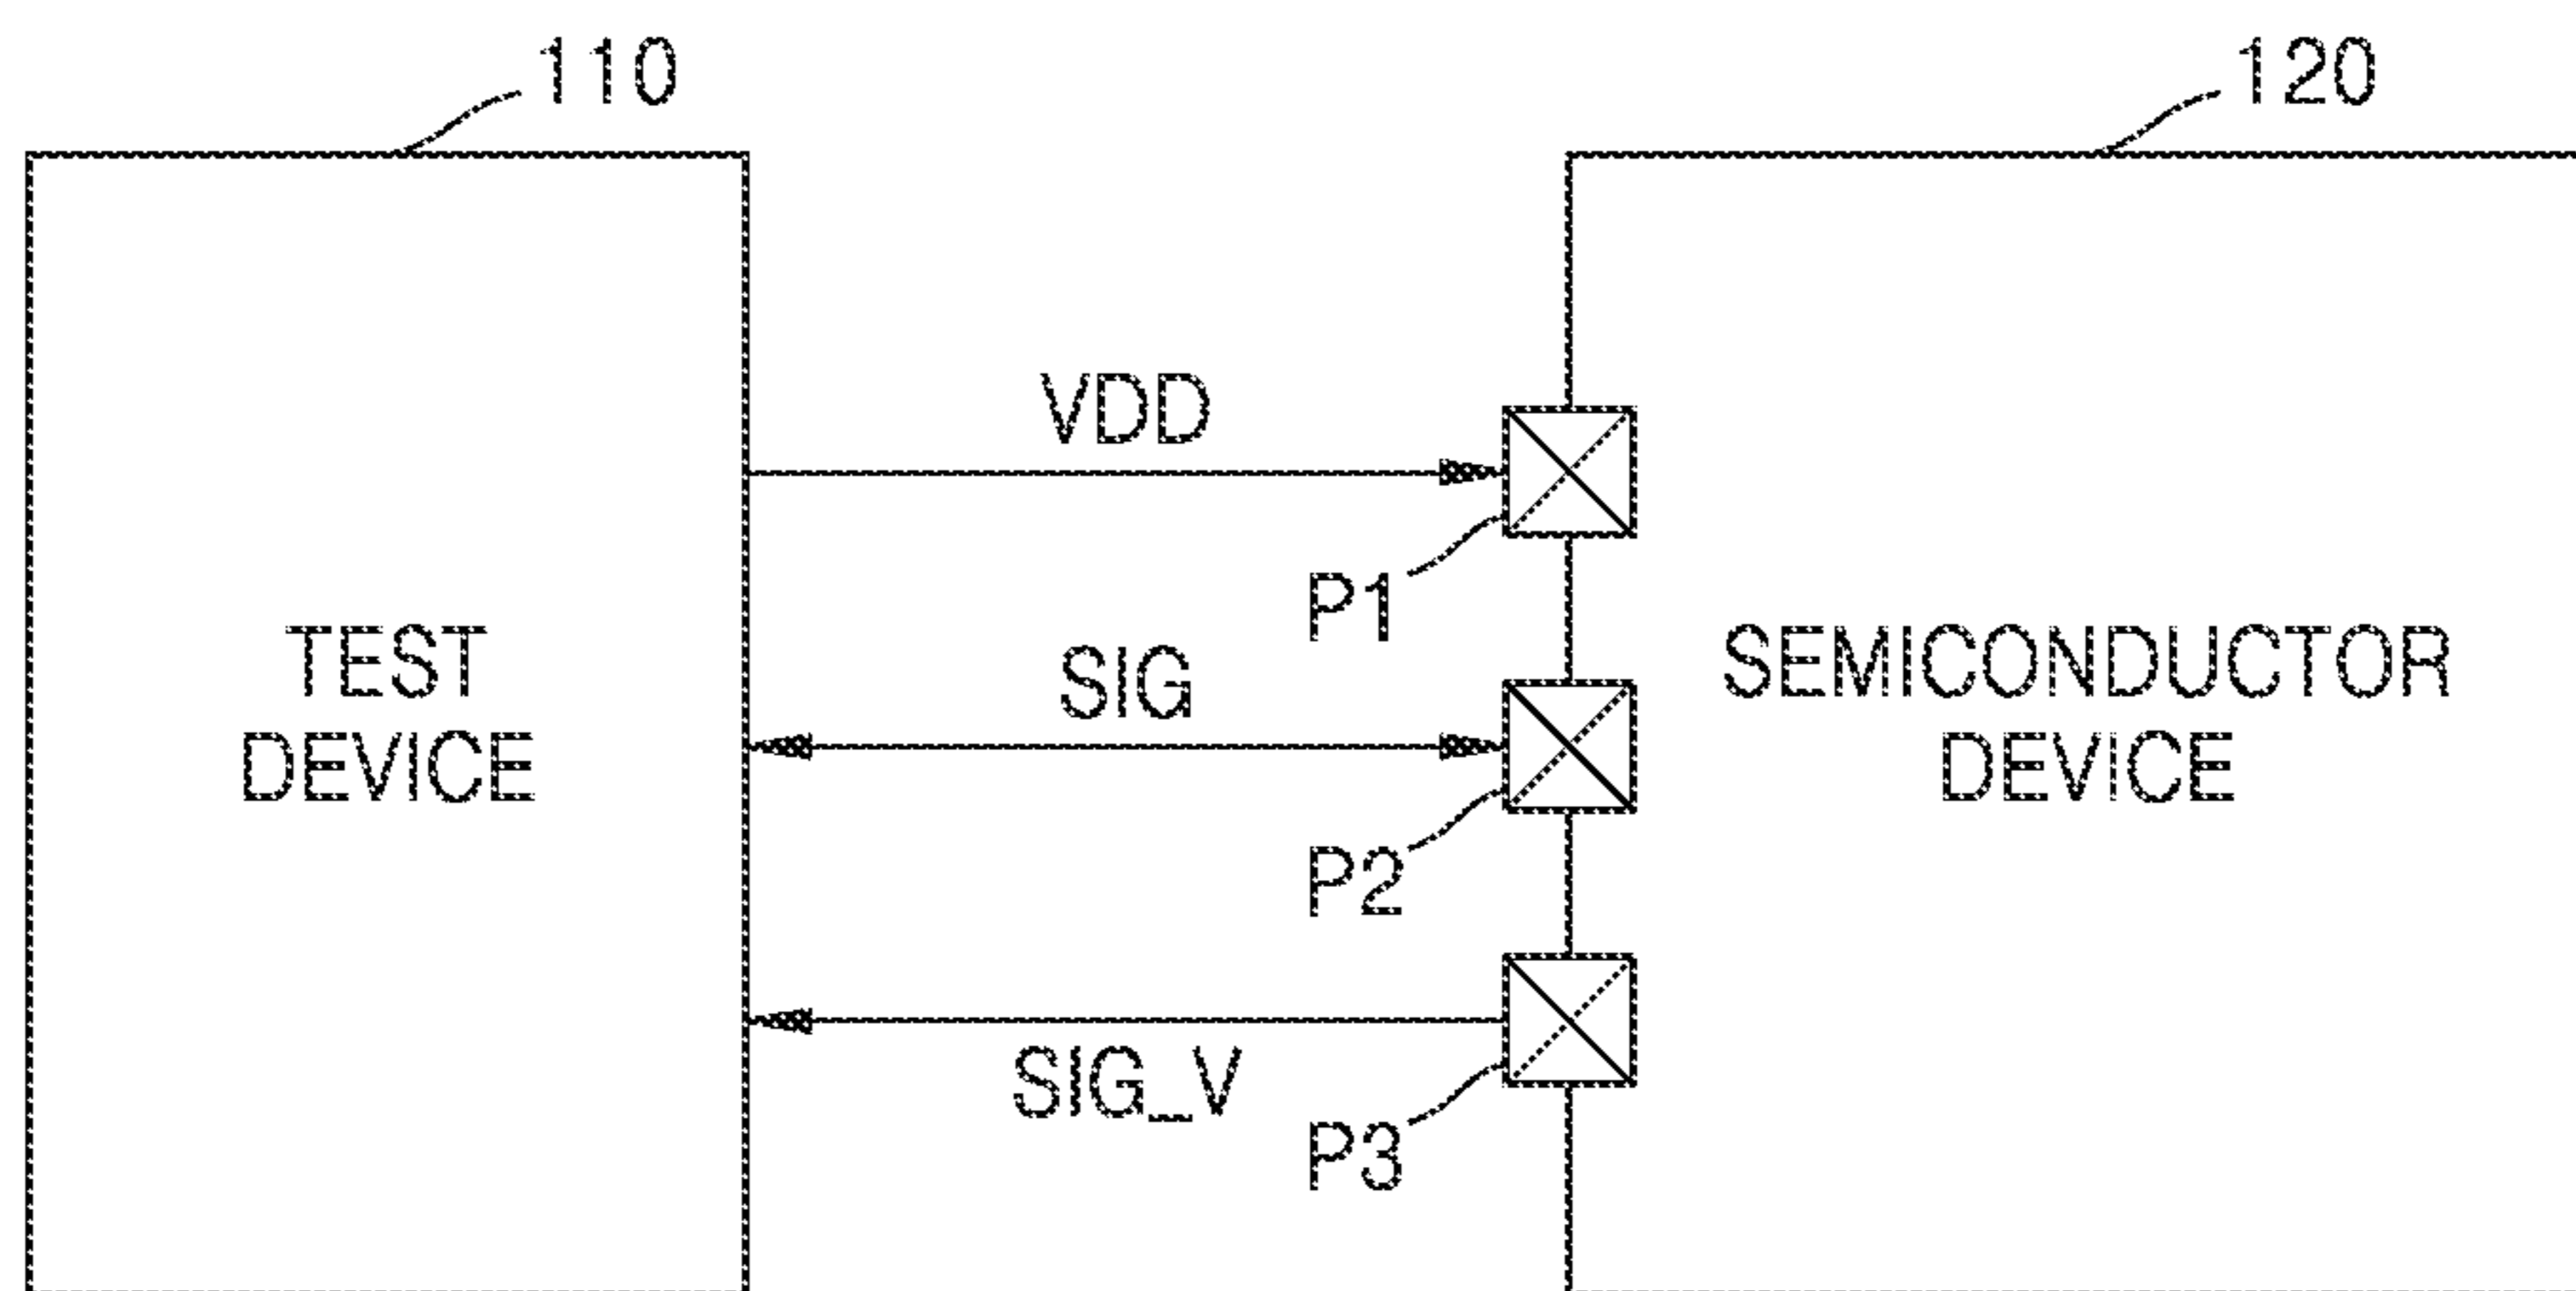 110
120
VDD
P1
TEST
DEVICE
SIG
SEMICONDUCTOR
DEVICE
P2
SIG_V
P3